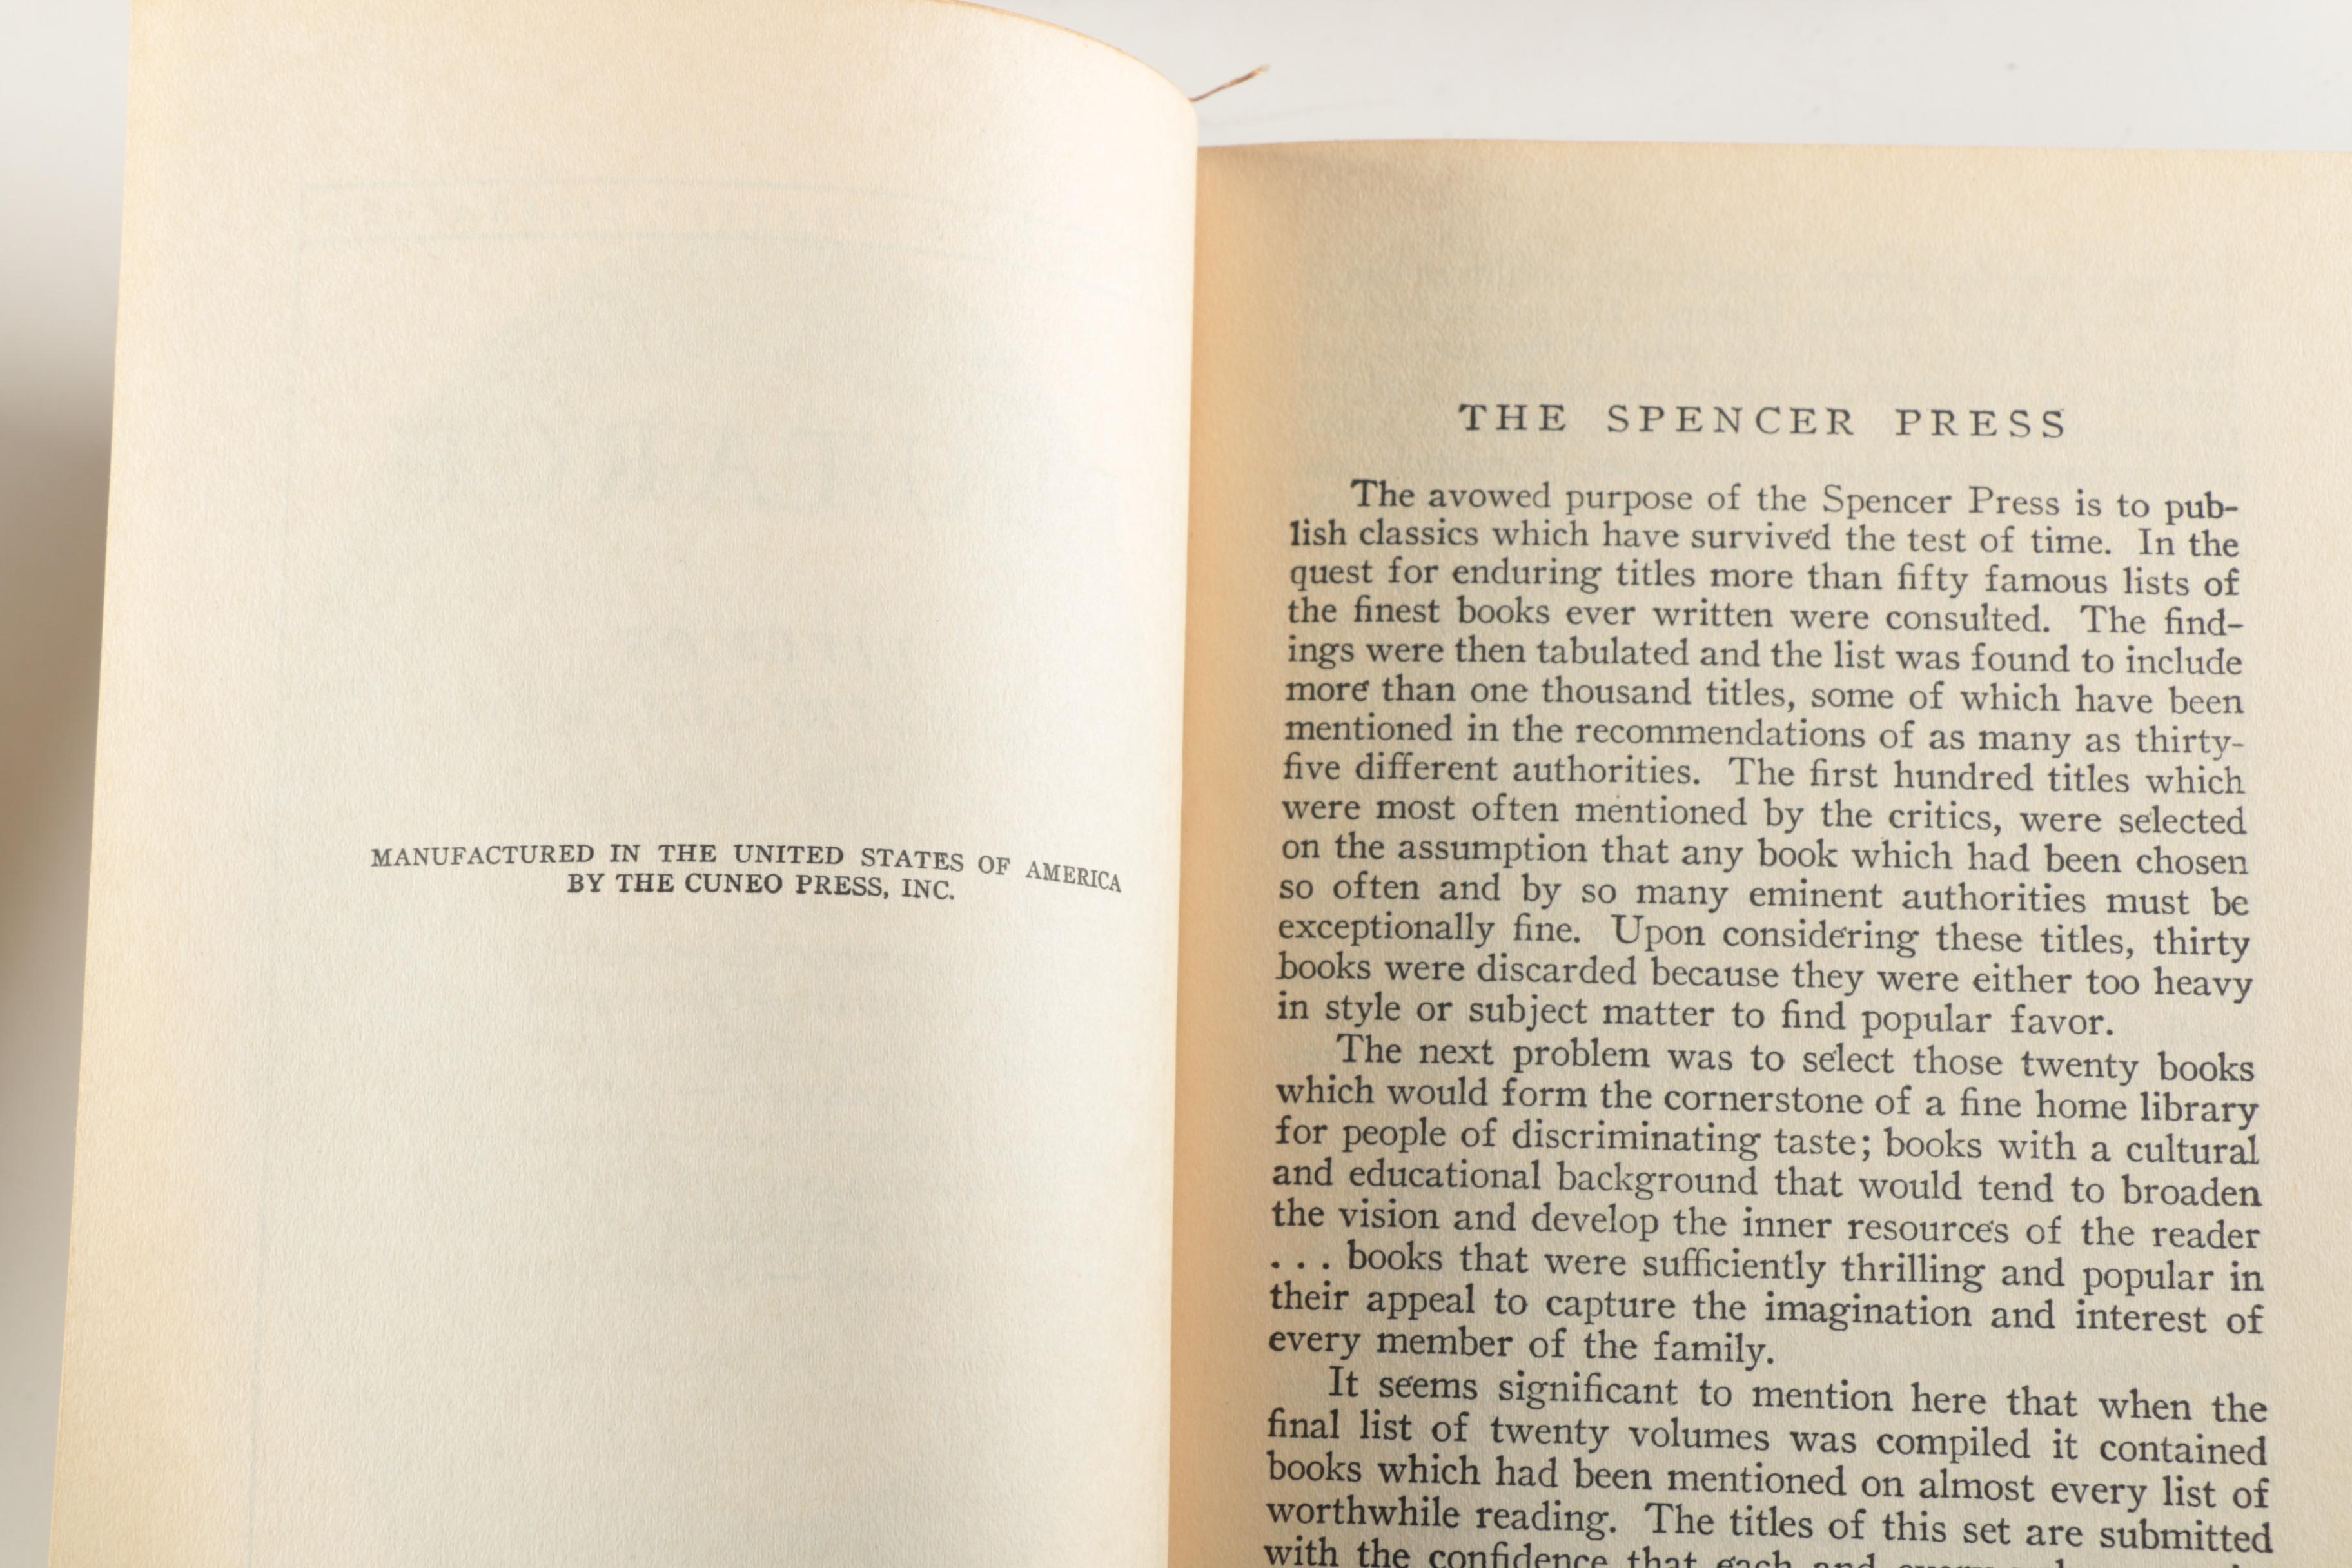 MANUFACTURED IN THE UNITED STATES OF AMERICA
BY THE CUNEO PRESS, INC.
THE SPENCER PRESS
The avowed purpose of the Spencer Press is to pub-
lish classics which have survived the test of time. In the
quest for enduring titles more than fifty famous lists of
the finest books ever written were consulted. The find-
ings were then tabulated and the list was found to include
more than one thousand titles, some of which have been
mentioned in the recommendations of as many as thirty-
five different authorities. The first hundred titles which
were most often mentioned by the critics, were selected
on the assumption that any book which had been chosen
so often and by so many eminent authorities must be
exceptionally fine. Upon considering these titles, thirty
books were discarded because they were either too heavy
in style or subject matter to find popular favor.
The next problem was to select those twenty books
which would form the cornerstone of a fine home library
for people of discriminating taste; books with a cultural
and educational background that would tend to broaden
the vision and develop the inner resources of the reader
... books that were sufficiently thrilling and popular in
their appeal to capture the imagination and interest of
every member of the family.
It seems significant to mention here that when the
final list of twenty volumes was compiled it contained
books which had been mentioned on almost every list of
worthwhile reading. The titles of this set are submitted
with the confidence that each and